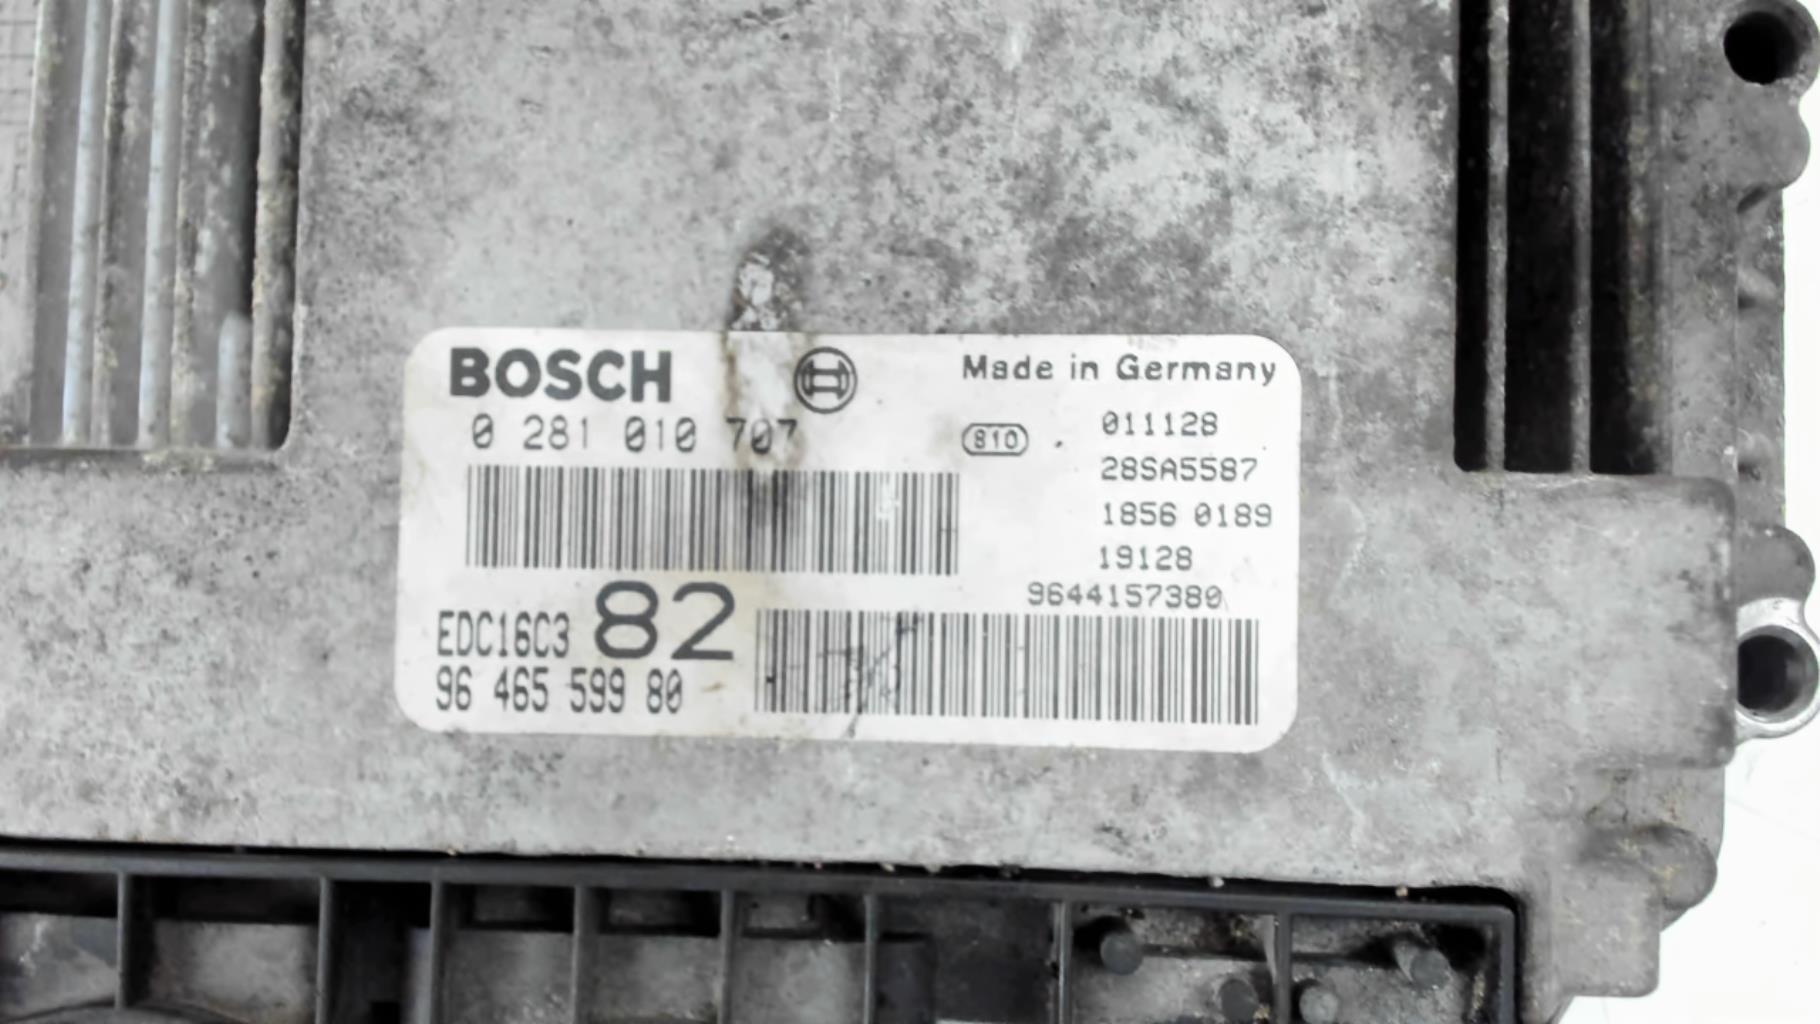 BOSCH
Made in Germany
0 281 010 707
810
011128
28SA5587
1856 0189
19128
9644157380
EDC16C3 82
96 465 599 80